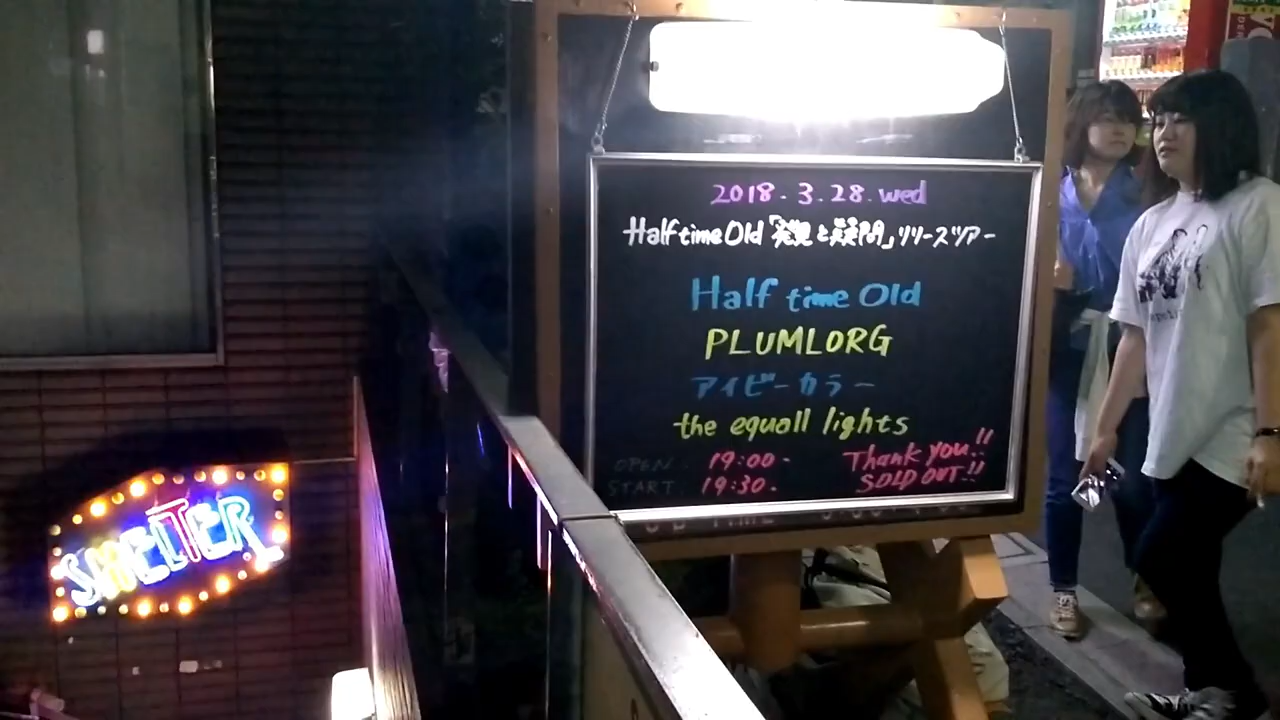 2018.3.28.wed
Half time Old「発見と疑問」リリースツアー
Half time Old
PLUMLORG
アイビーカラー
the equall lights
OPEN. 19:00-
START. 19:30.
Thank you!!
SOLD OUT!!
SHELTER